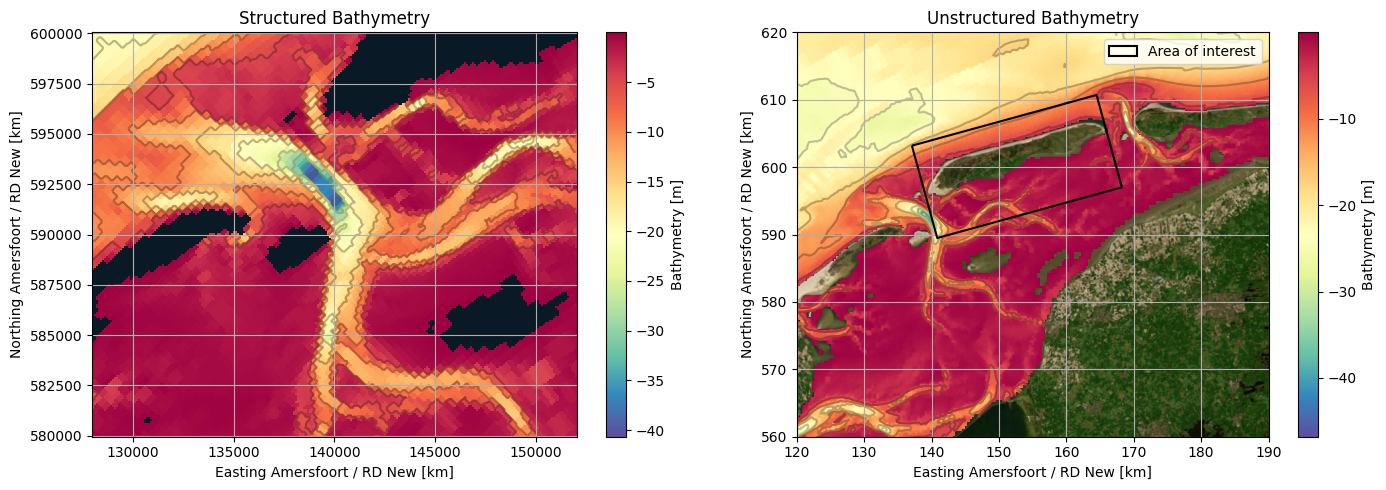 Structured Bathymetry
600000
597500
595000
592500
590000
587500
585000
582500
580000
Northing Amersfoort / RD New [km]
130000 135000 140000 145000 150000
Easting Amersfoort / RD New [km]
−5
−10
−15
−20
−25
−30
−35
−40
Bathymetry [m]
Unstructured Bathymetry
Area of interest
620
610
600
590
580
570
560
Northing Amersfoort / RD New [km]
120 130 140 150 160 170 180 190
Easting Amersfoort / RD New [km]
−10
−20
−30
−40
Bathymetry [m]